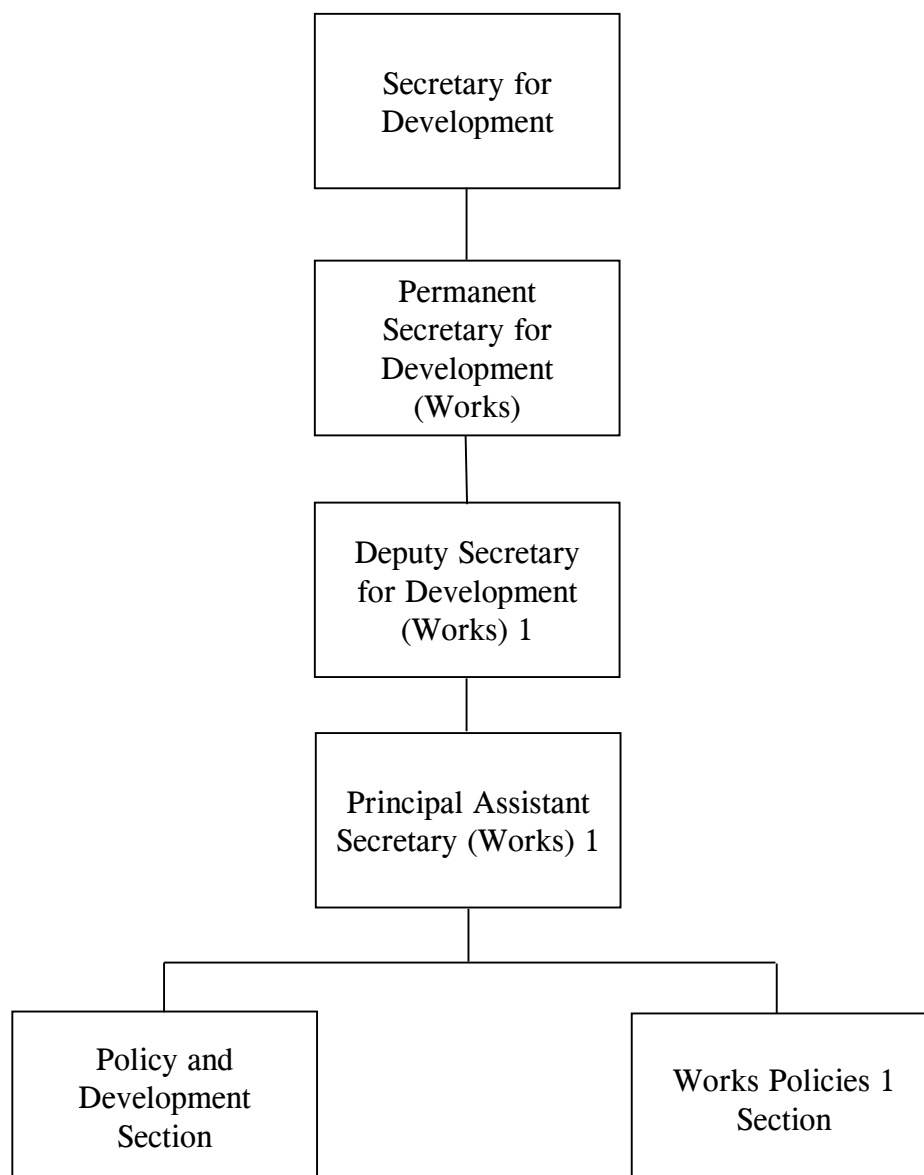 Secretary for
Development
Permanent
Secretary for
Development
(Works)
Deputy Secretary
for Development
(Works) 1
Principal Assistant
Secretary (Works) 1
Policy and
Development
Section
Works Policies 1
Section